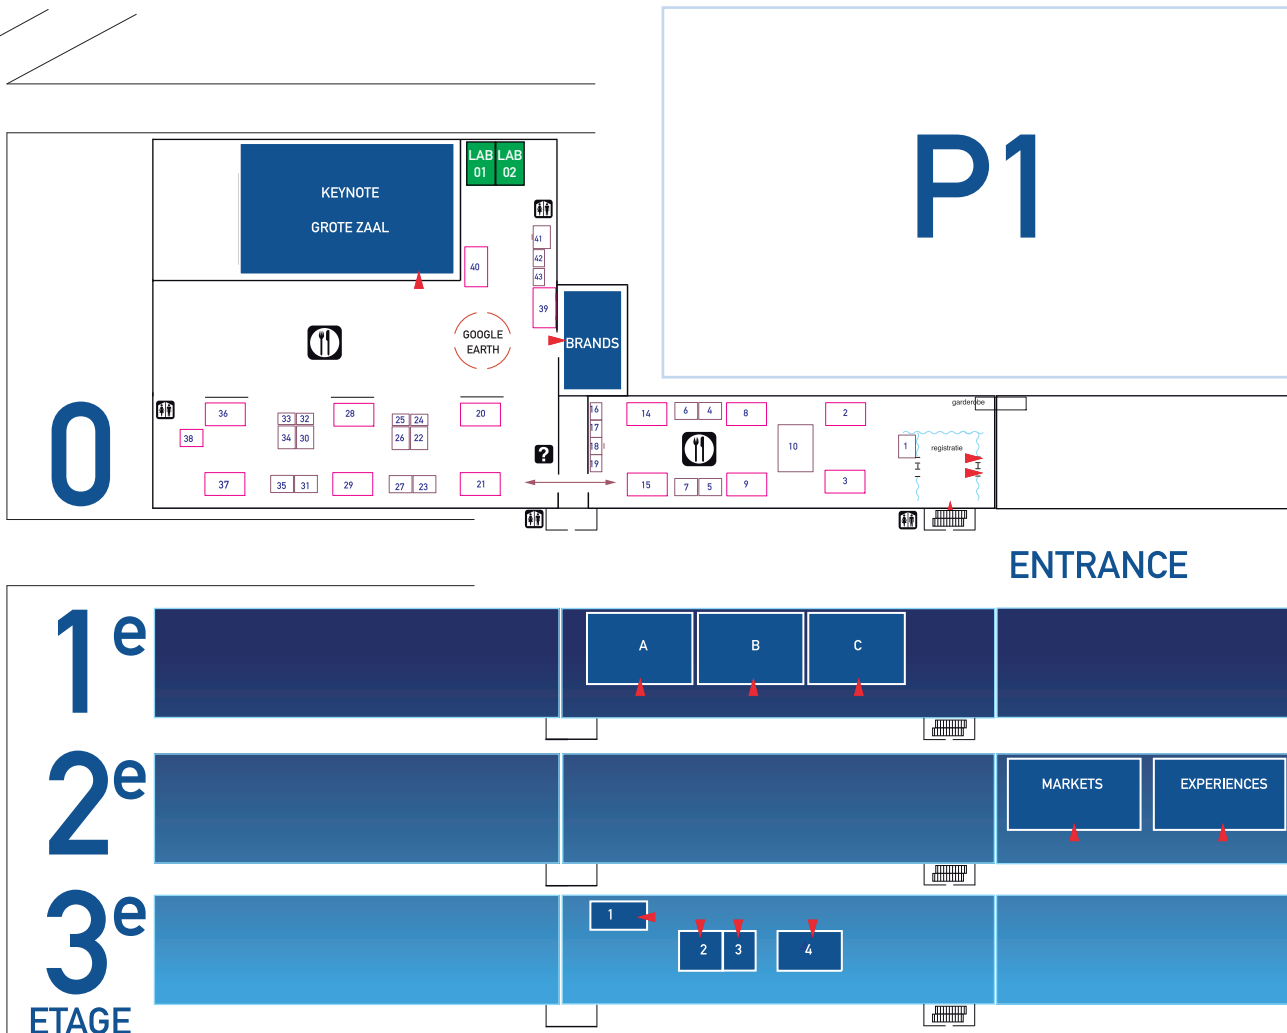 P1
LAB LAB
01 02
KEYNOTE
GROTE ZAAL
41
42
40
43
39
GOOGLE
EARTH
BRANDS
0
36
33 32
28
25 24
20
16
14
6 4
8
2
garderobe
38
34 30
26 22
17
18
10
1
registratie
?
19
37
35 31
29
27 23
21
15
7 5
9
3
ENTRANCE
1e
A
B
C
2e
MARKETS
EXPERIENCES
3e
1
2
3
4
ETAGE